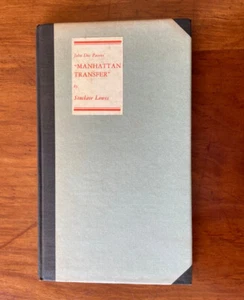 John Dos Passos'
"MANHATTAN
TRANSFER"
by
Sinclair Lewis